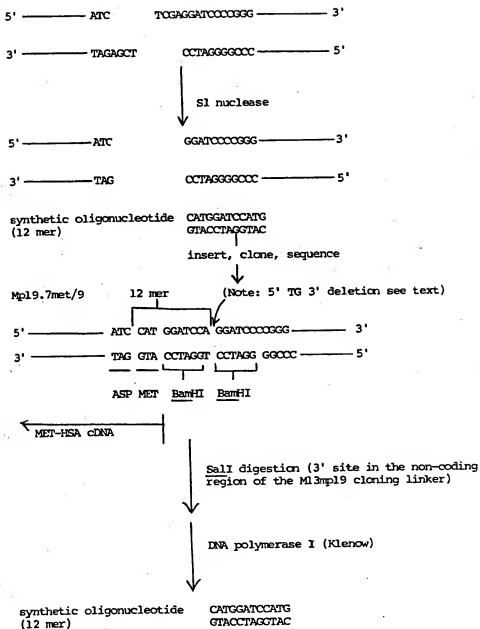 5' ATC TCGAGGATCCCCGGG 3'
3' TAGAGCT CCTAGGGGCCC 5'
S1 nuclease
5' ATC GGATCCCCGGG 3'
3' TAG CCTAGGGGCCC 5'
synthetic oligonucleotide CATGGATCCATG
(12 mer) GTACCTAGGTAC
insert, clone, sequence
Mp19.7met/9 12 mer (Note: 5' TG 3' deletion see text)
5' ATC CAT GGATCCA GGATCCCCGGG 3'
3' TAG GTA CCTAGGT CCTAGG GGCCC 5'
ASP MET BamHI BamHI
MET-HSA cDNA
SalI digestion (3' site in the non-coding
region of the M13mp19 cloning linker)
DNA polymerase I (Klenow)
synthetic oligonucleotide CATGGATCCATG
(12 mer) GTACCTAGGTAC